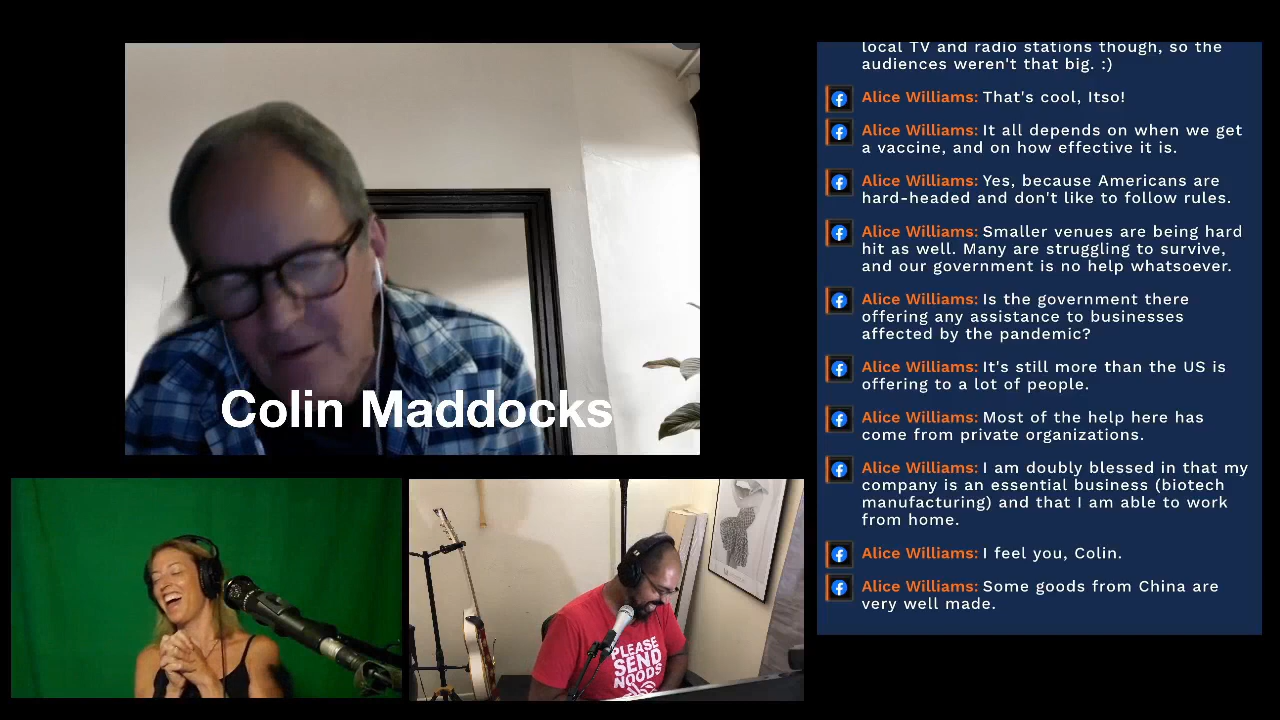 Colin Maddocks
PLEASE
SEND
NOODS
local TV and radio stations though, so the
audiences weren't that big. :)
Alice Williams: That's cool, Itso!
Alice Williams: It all depends on when we get
a vaccine, and on how effective it is.
Alice Williams: Yes, because Americans are
hard-headed and don't like to follow rules.
Alice Williams: Smaller venues are being hard
hit as well. Many are struggling to survive,
and our government is no help whatsoever.
Alice Williams: Is the government there
offering any assistance to businesses
affected by the pandemic?
Alice Williams: It's still more than the US is
offering to a lot of people.
Alice Williams: Most of the help here has
come from private organizations.
Alice Williams: I am doubly blessed in that my
company is an essential business (biotech
manufacturing) and that I am able to work
from home.
Alice Williams: I feel you, Colin.
Alice Williams: Some goods from China are
very well made.